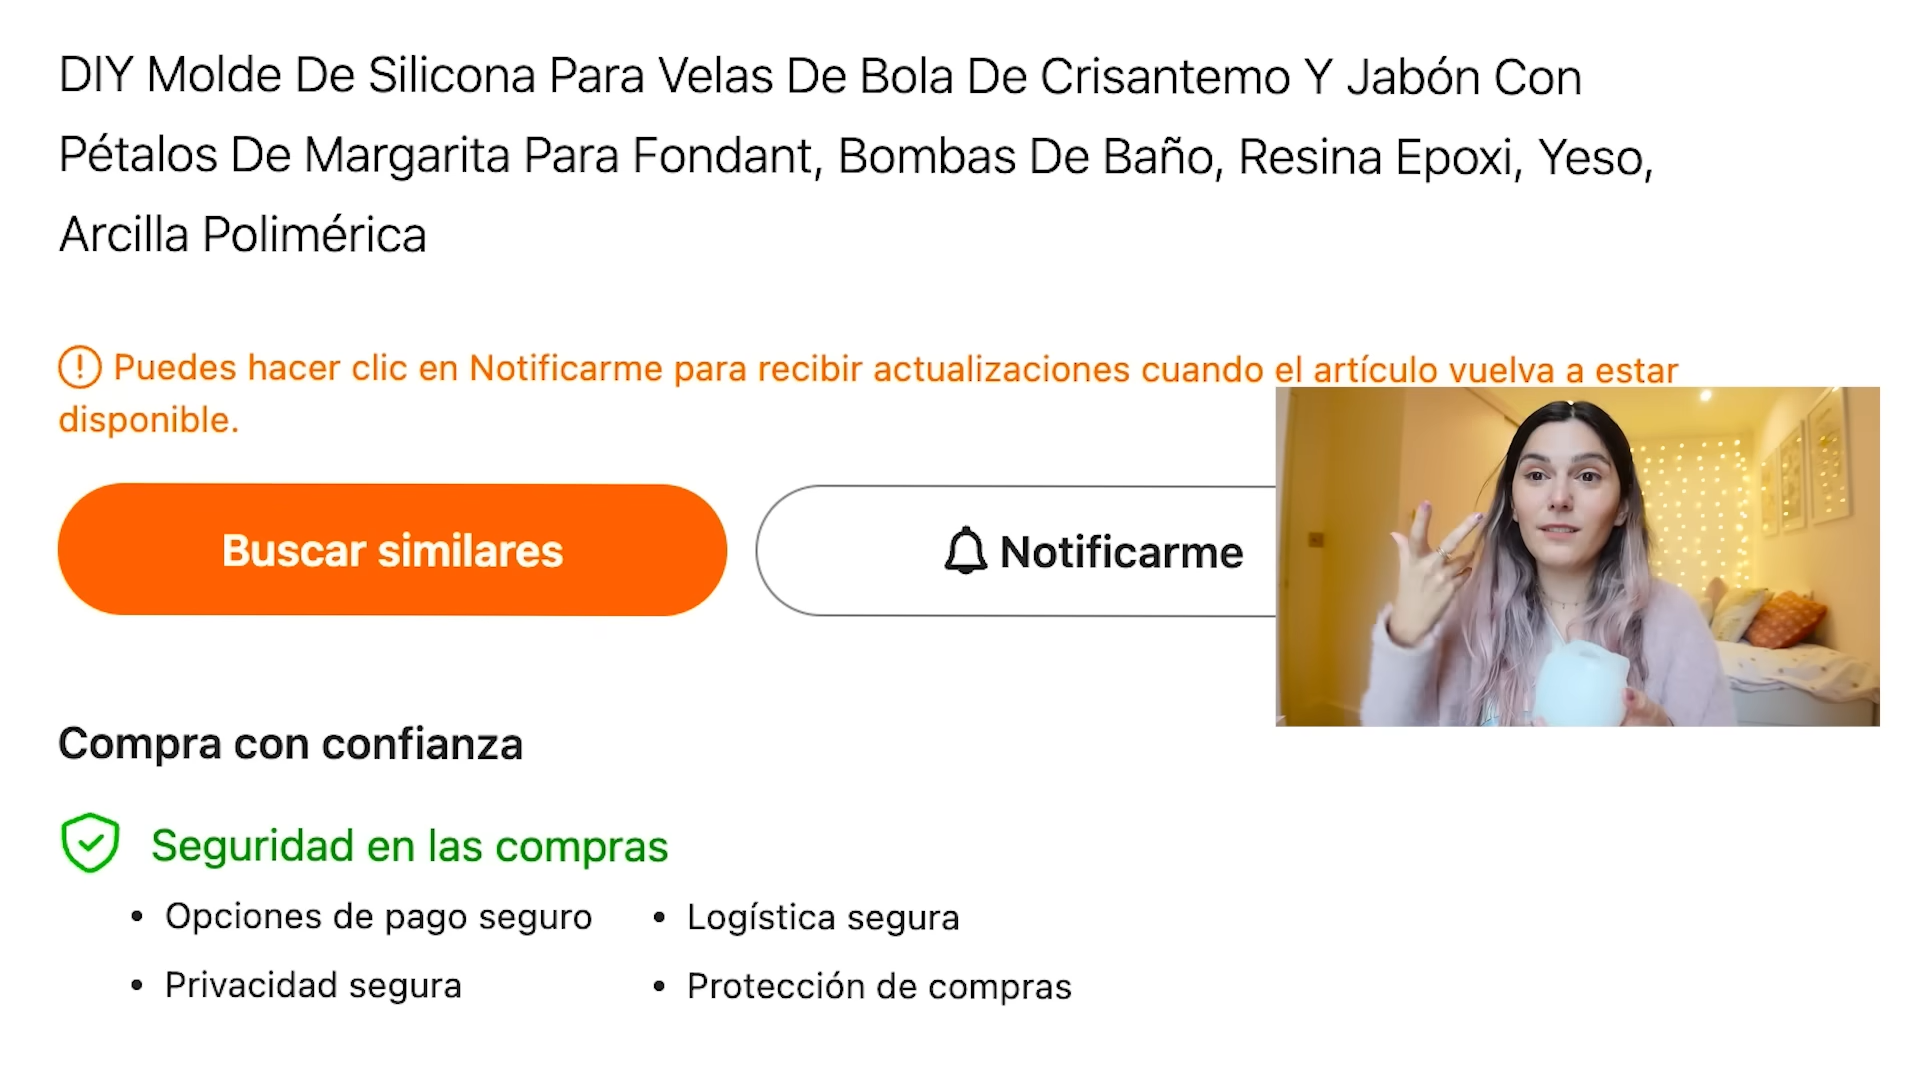 DIY Molde De Silicona Para Velas De Bola De Crisantemo Y Jabón Con
Pétalos De Margarita Para Fondant, Bombas De Baño, Resina Epoxi, Yeso,
Arcilla Polimérica
Puedes hacer clic en Notificarme para recibir actualizaciones cuando el artículo vuelva a estar
disponible.
Buscar similares
Notificarme
Compra con confianza
Seguridad en las compras
• Opciones de pago seguro
• Logística segura
• Privacidad segura
• Protección de compras